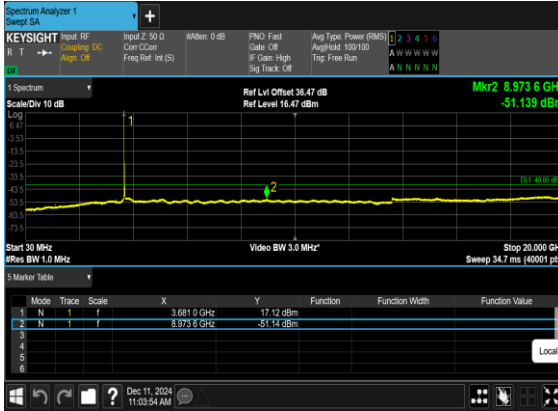 Spectrum Analyzer 1
Swept SA
+
KEYSIGHT Input: RF Input Z: 50 Ω #Atten: 0 dB PNO: Fast Avg Type: Power (RMS) 1 2 3 4 5 6
R T Coupling: DC Corr CCorr Gate: Off Avg|Hold: 100/100 A W W W W W
Align: Off Freq Ref: Int (S) IF Gain: High Trig: Free Run
Sig Track: Off A N N N N N
1 Spectrum Ref Lvl Offset 36.47 dB Mkr2 8.973 6 GH
Scale/Div 10 dB Ref Level 16.47 dBm -51.139 dBr
Log
6.47
-3.53
-13.5
-23.5
-33.5
-43.5
-53.5
-63.5
-73.5
1
2
DL1 -40.00 dB
Start 30 MHz Video BW 3.0 MHz* Stop 20.000 GH
#Res BW 1.0 MHz Sweep 34.7 ms (40001 pt
5 Marker Table
Mode Trace Scale X Y Function Function Width Function Value
1 N 1 f 3.681 0 GHz 17.12 dBm
2 N 1 f 8.973 6 GHz -51.14 dBm
3
4
5
6
Local
? Dec 11, 2024
11:03:54 AM